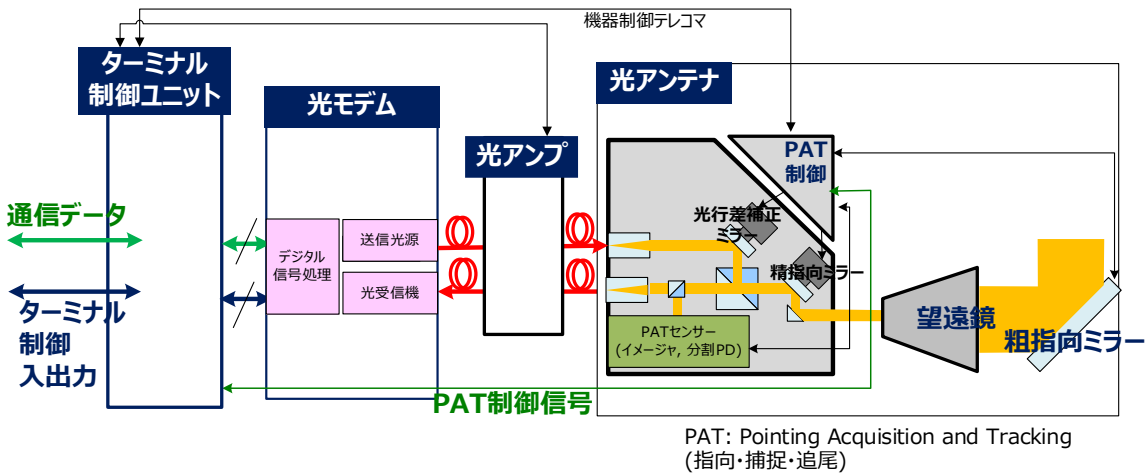 機器制御テレコマ
ターミナル
制御ユニット
光モデム
光アンプ
光アンテナ
PAT
制御
通信データ
光行差補正
ミラー
デジタル
信号処理
送信光源
光受信機
精指向ミラー
ターミナル
制御
入出力
PATセンサー
(イメージャ, 分割PD)
望遠鏡
粗指向ミラー
PAT制御信号
PAT: Pointing Acquisition and Tracking
(指向・捕捉・追尾)